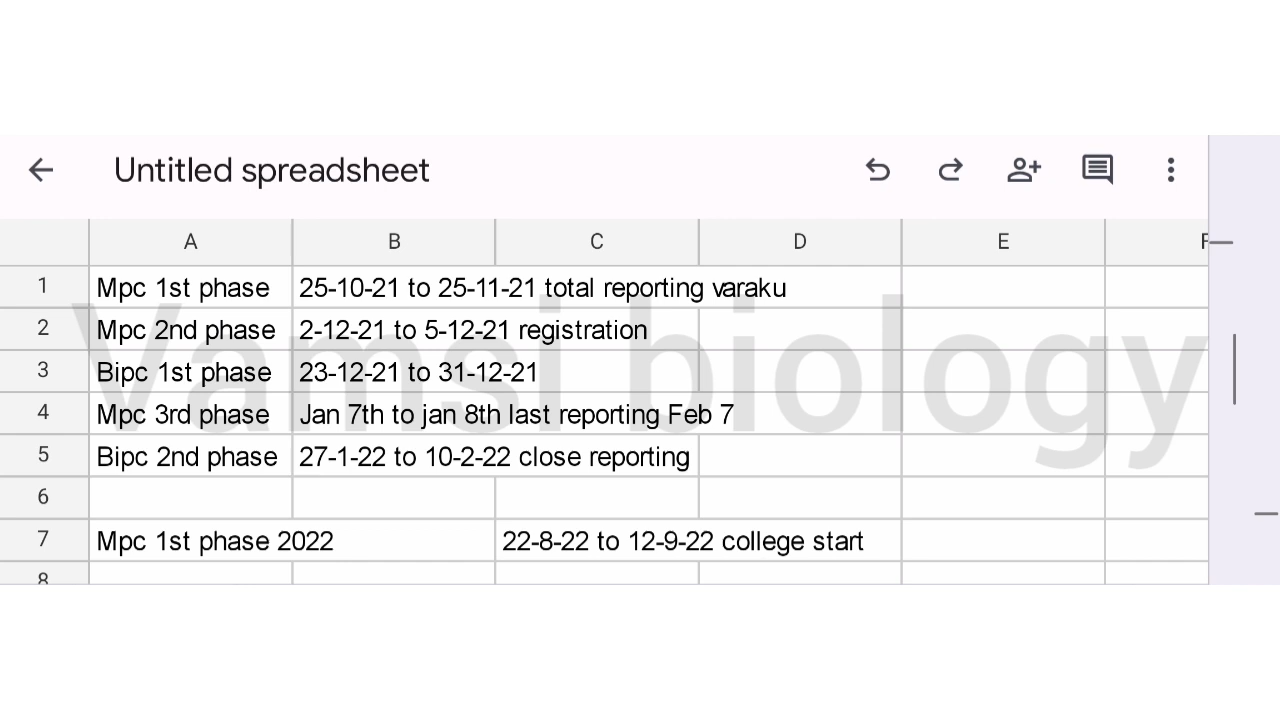 Untitled spreadsheet
A B C D E F
1 Mpc 1st phase 25-10-21 to 25-11-21 total reporting varaku
2 Mpc 2nd phase 2-12-21 to 5-12-21 registration
3 Bipc 1st phase 23-12-21 to 31-12-21
4 Mpc 3rd phase Jan 7th to jan 8th last reporting Feb 7
5 Bipc 2nd phase 27-1-22 to 10-2-22 close reporting
6
7 Mpc 1st phase 2022 22-8-22 to 12-9-22 college start
8
Vamsi biology